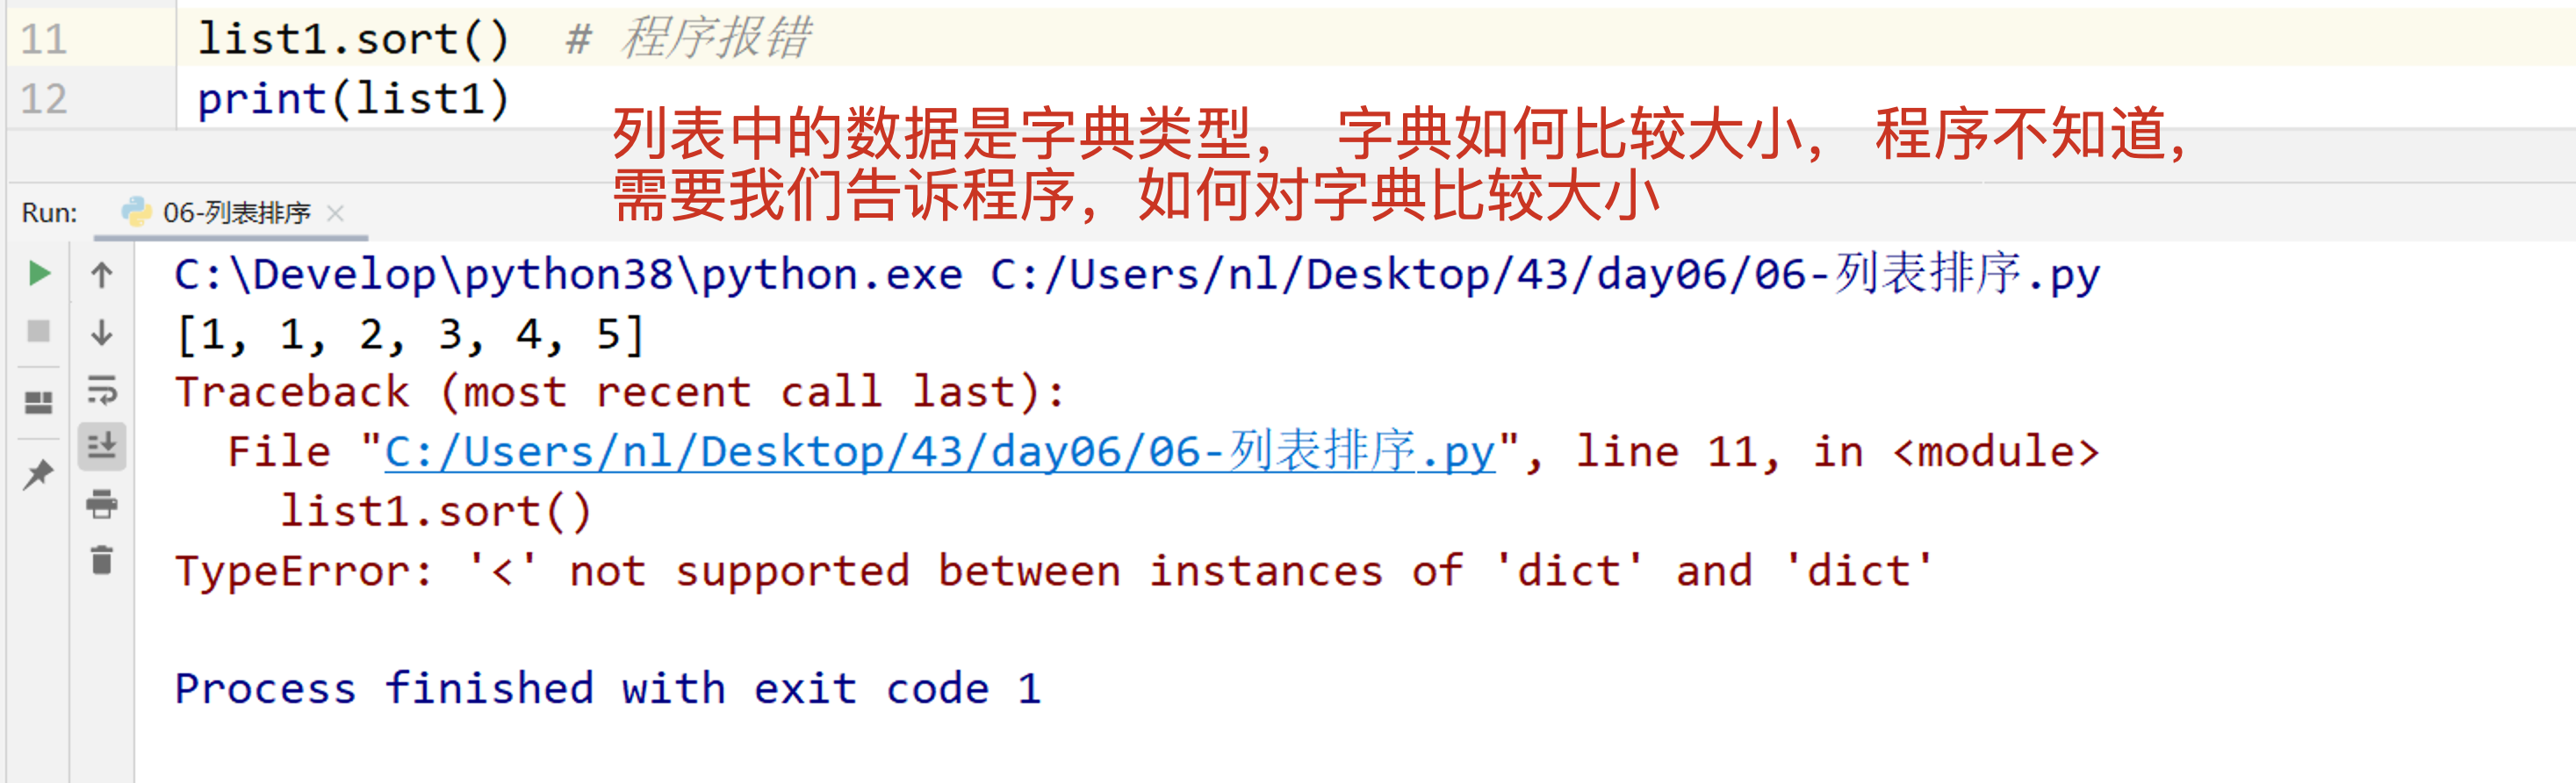 11 list1.sort()  # 程序报错
12 print(list1)
列表中的数据是字典类型， 字典如何比较大小， 程序不知道，
需要我们告诉程序，如何对字典比较大小
Run: 06-列表排序
C:\Develop\python38\python.exe C:/Users/nl/Desktop/43/day06/06-列表排序.py
[1, 1, 2, 3, 4, 5]
Traceback (most recent call last):
  File "C:/Users/nl/Desktop/43/day06/06-列表排序.py", line 11, in <module>
    list1.sort()
TypeError: '<' not supported between instances of 'dict' and 'dict'
Process finished with exit code 1